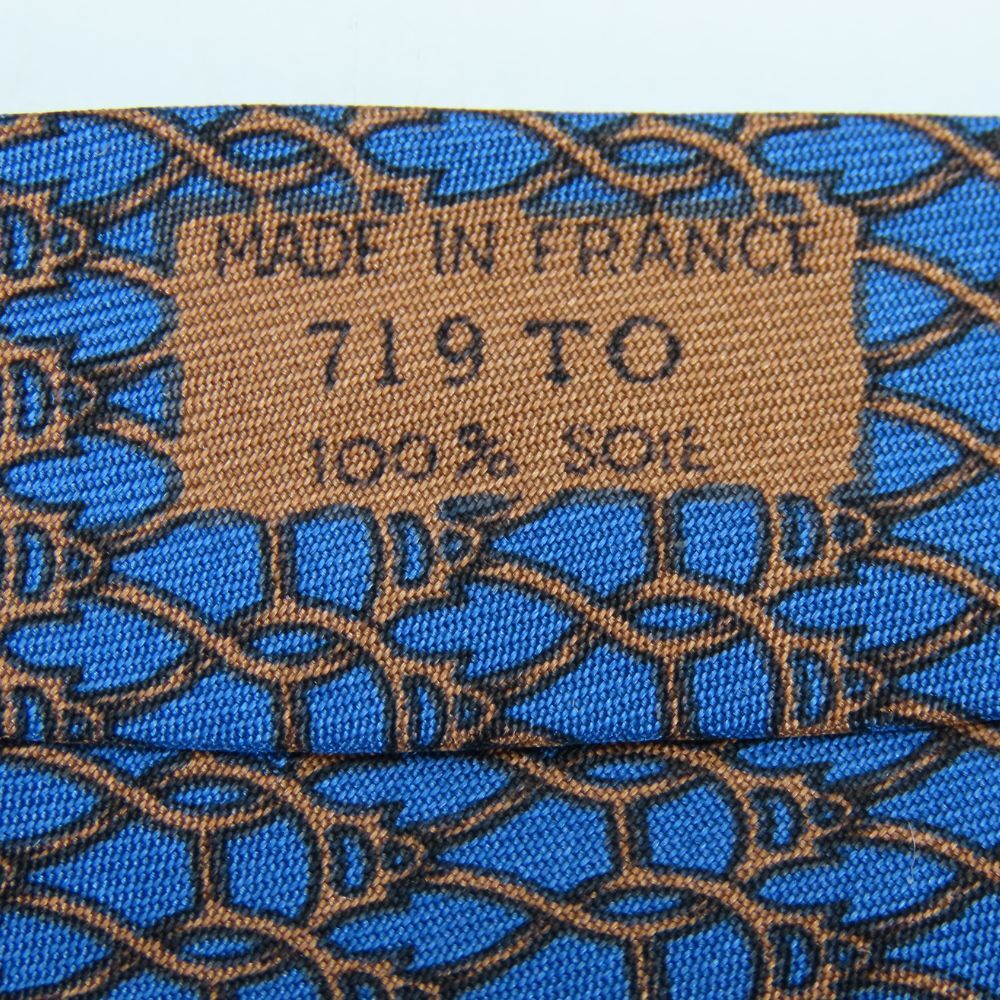 MADE IN FRANCE
719 TO
100% SOIE